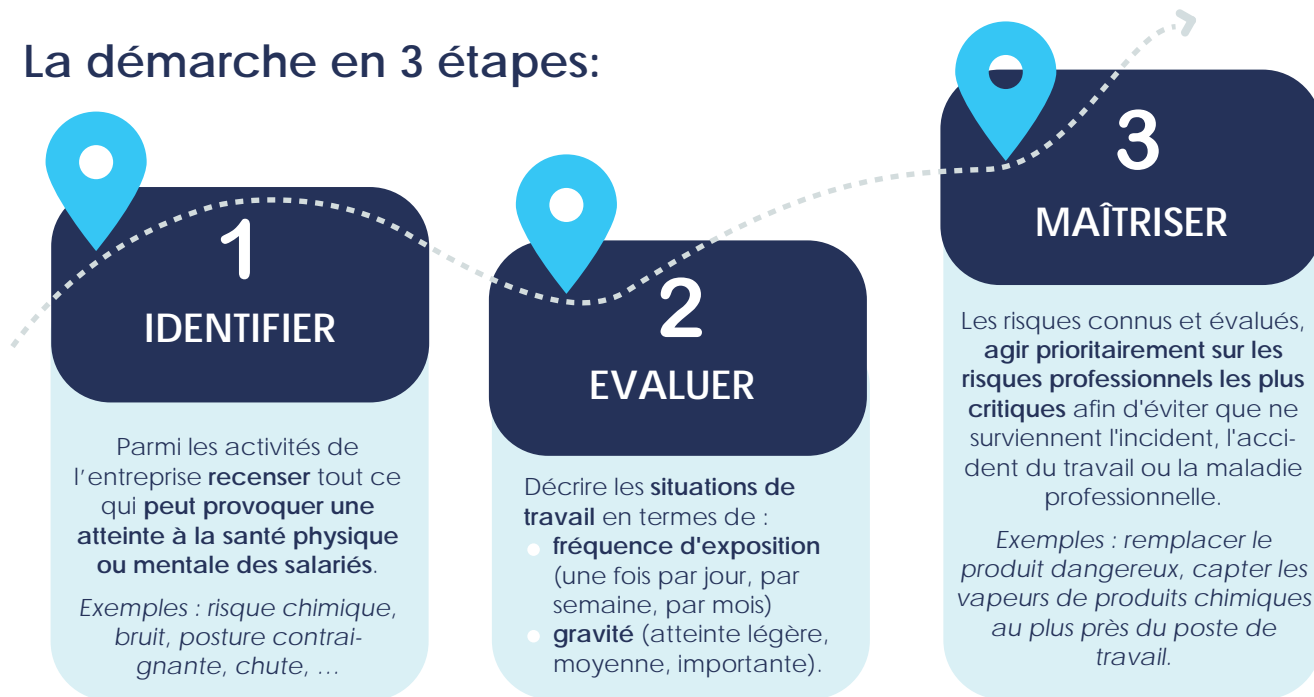 La démarche en 3 étapes:
1
IDENTIFIER
Parmi les activités de
l’entreprise recenser tout ce
qui peut provoquer une
atteinte à la santé physique
ou mentale des salariés.
Exemples : risque chimique,
bruit, posture contrai-
gnante, chute, …
2
EVALUER
Décrire les situations de
travail en termes de :
fréquence d'exposition
(une fois par jour, par
semaine, par mois)
gravité (atteinte légère,
moyenne, importante).
3
MAÎTRISER
Les risques connus et évalués,
agir prioritairement sur les
risques professionnels les plus
critiques afin d'éviter que ne
surviennent l'incident, l'acci-
dent du travail ou la maladie
professionnelle.
Exemples : remplacer le
produit dangereux, capter les
vapeurs de produits chimiques
au plus près du poste de
travail.